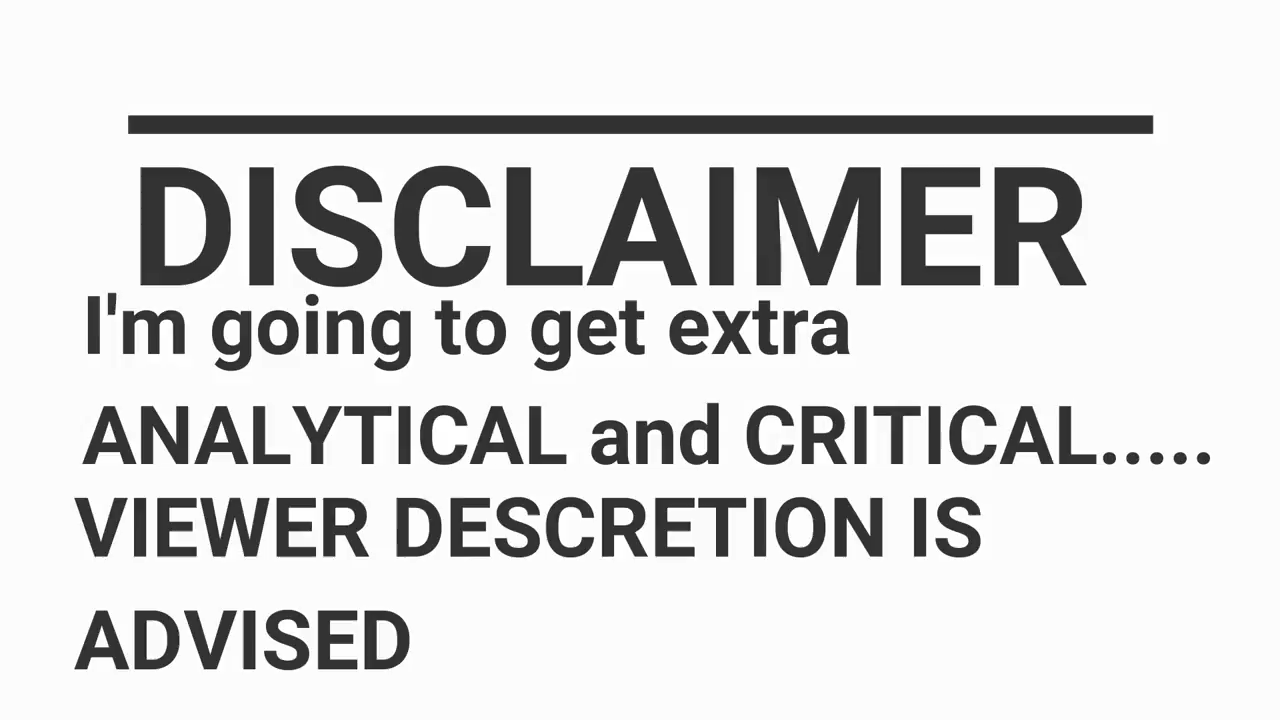 DISCLAIMER
I'm going to get extra
ANALYTICAL and CRITICAL.....
VIEWER DESCRETION IS
ADVISED